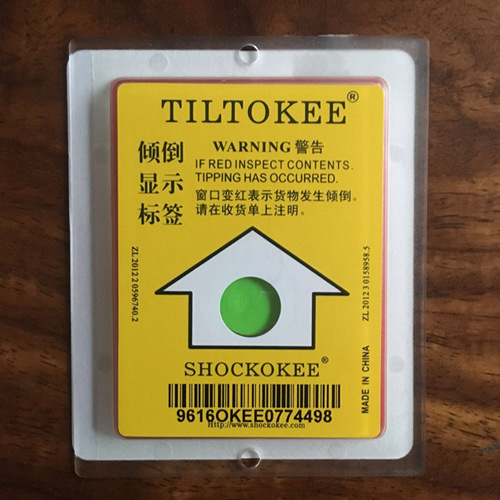 TILTOKEE®
倾倒
显示
标签
WARNING 警告
IF RED INSPECT CONTENTS.
TIPPING HAS OCCURRED.
窗口变红表示货物发生倾倒。
请在收货单上注明。
ZL 2012 2 0596740.2
ZL 2012 3 0158958.5
SHOCKOKEE®
MADE IN CHINA
9616OKEE0774498
Http://www.shockokee.com